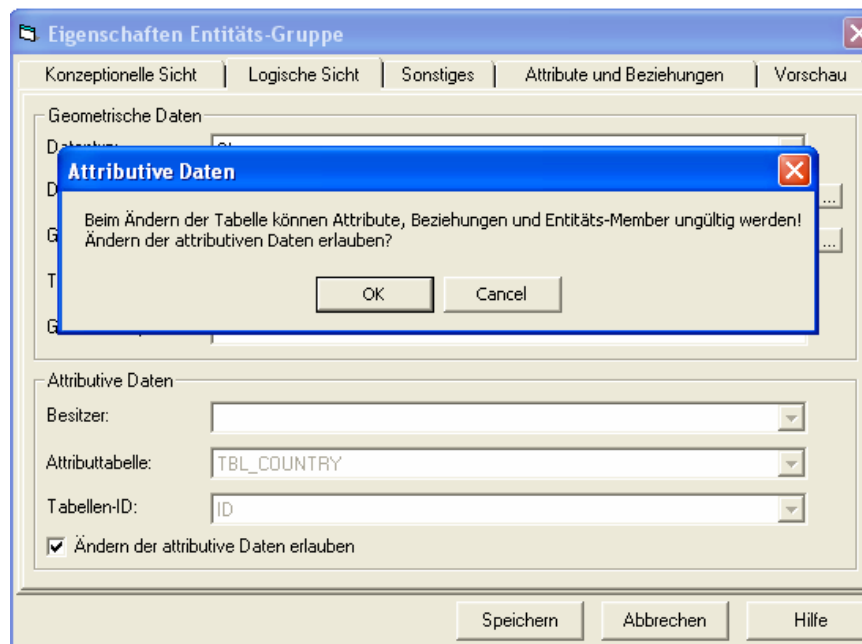 Eigenschaften Entitäts-Gruppe
Konzeptionelle Sicht Logische Sicht Sonstiges Attribute und Beziehungen Vorschau
Geometrische Daten
Attributive Daten
Beim Ändern der Tabelle können Attribute, Beziehungen und Entitäts-Member ungültig werden!
Ändern der attributiven Daten erlauben?
OK Cancel
Attributive Daten
Besitzer:
Attributtabelle: TBL_COUNTRY
Tabellen-ID: ID
Ändern der attributive Daten erlauben
Speichern Abbrechen Hilfe